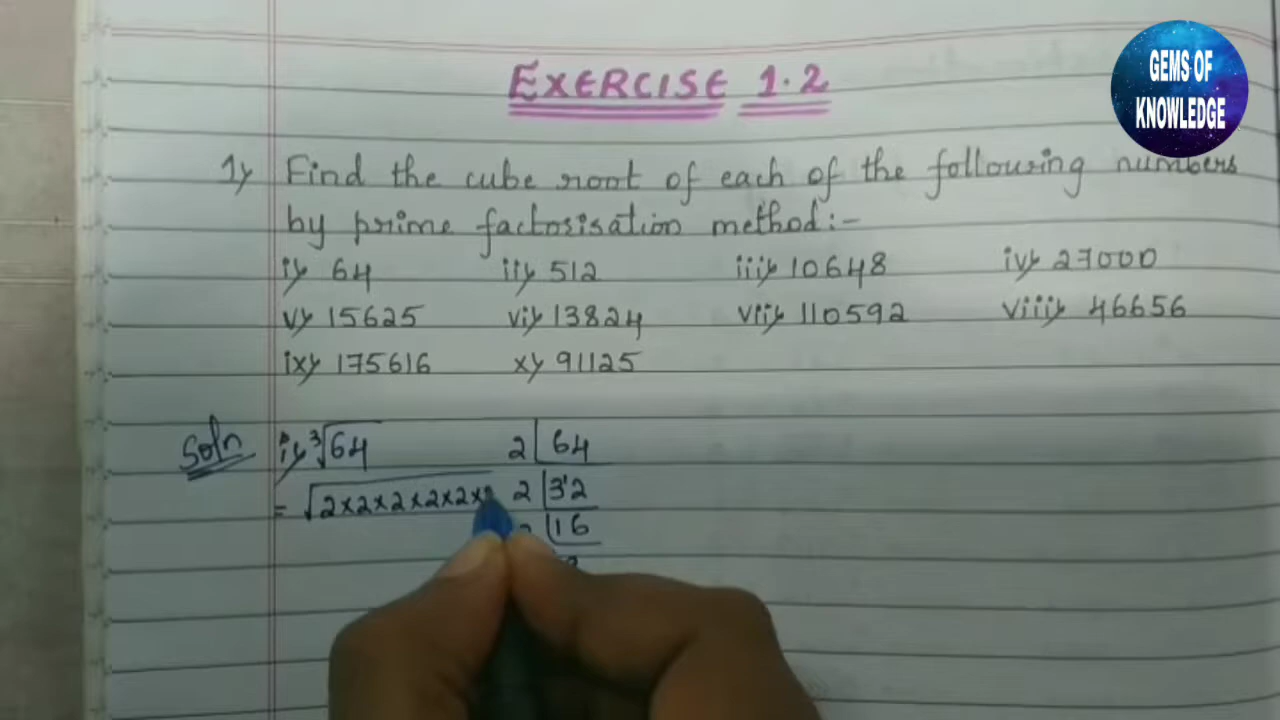 GEMS OF
KNOWLEDGE
EXERCISE 1.2
1) Find the cube root of each of the following numbers
by prime factorisation method:-
i) 64 ii) 512 iii) 10648 iv) 27000
v) 15625 vi) 13824 vii) 110592 viii) 46656
ix) 175616 x) 91125
Soln i) ³√64 2 | 64
= √2×2×2×2×2× 2 | 32
16